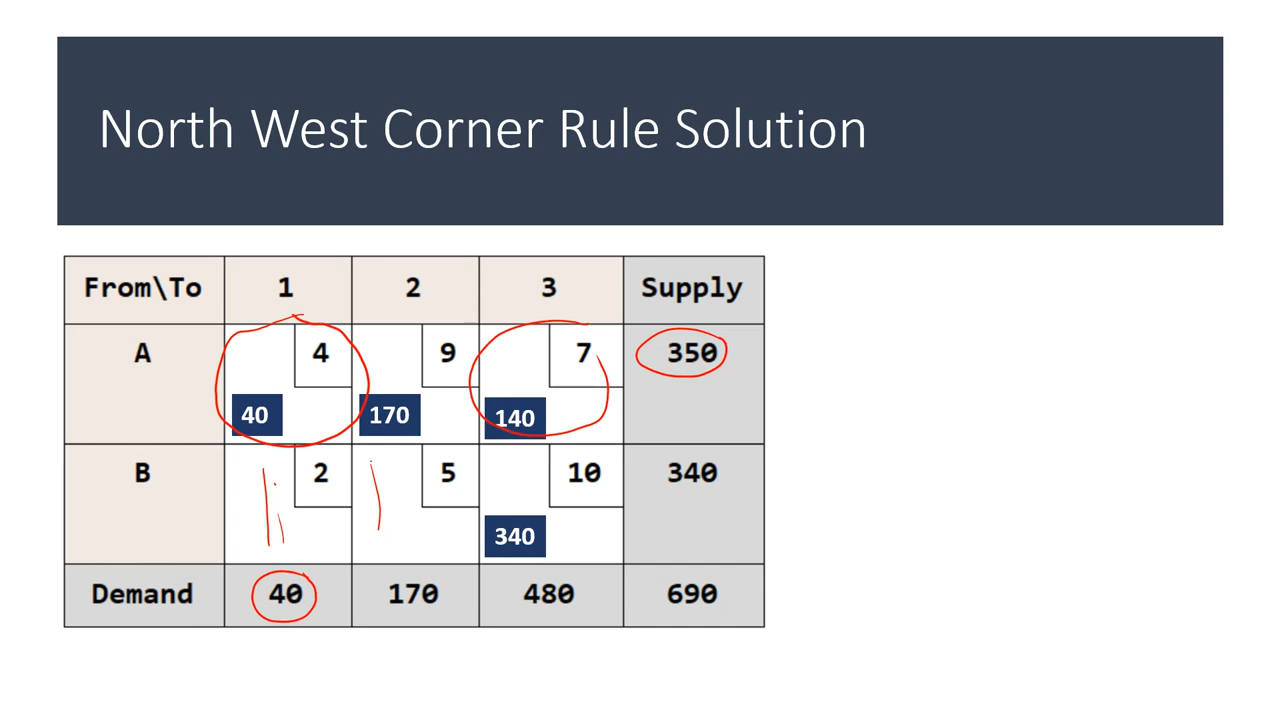 North West Corner Rule Solution
From\To 1 2 3 Supply
A 4 9 7 350
40 170 140
B 2 5 10 340
340
Demand 40 170 480 690